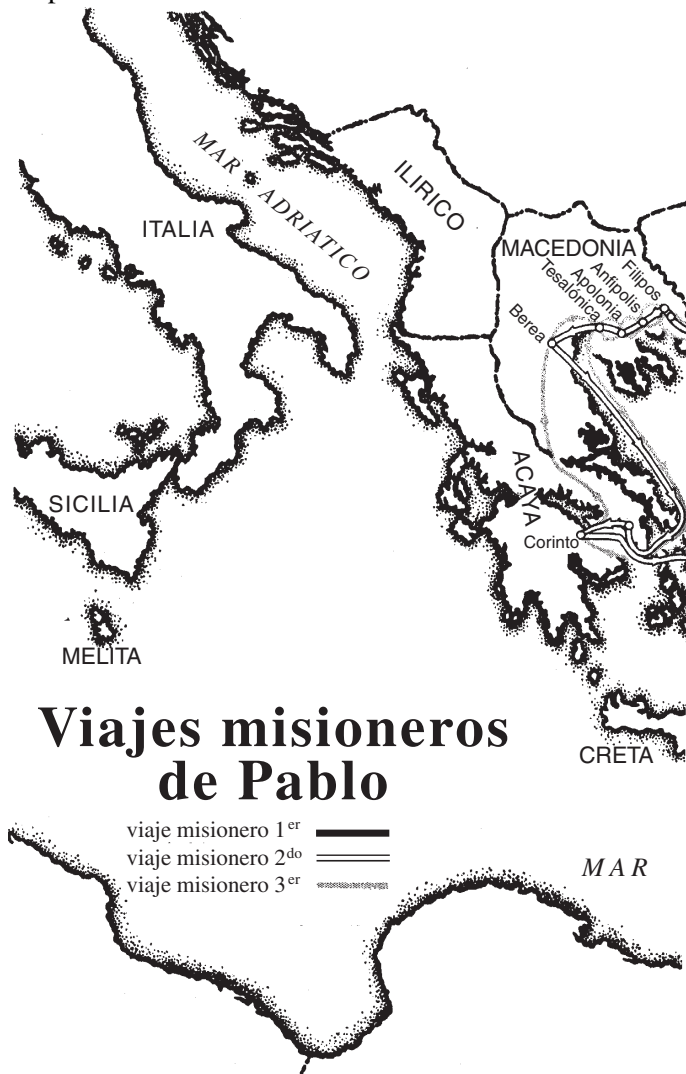 MAR ADRIATICO
ILIRICO
ITALIA
MACEDONIA
Filipos
Anfipolis
Apolonia
Tesalónica
Berea
ACAYA
SICILIA
Corinto
MELITA
Viajes misioneros
de Pablo
CRETA
viaje misionero 1er
viaje misionero 2do
viaje misionero 3er
MAR